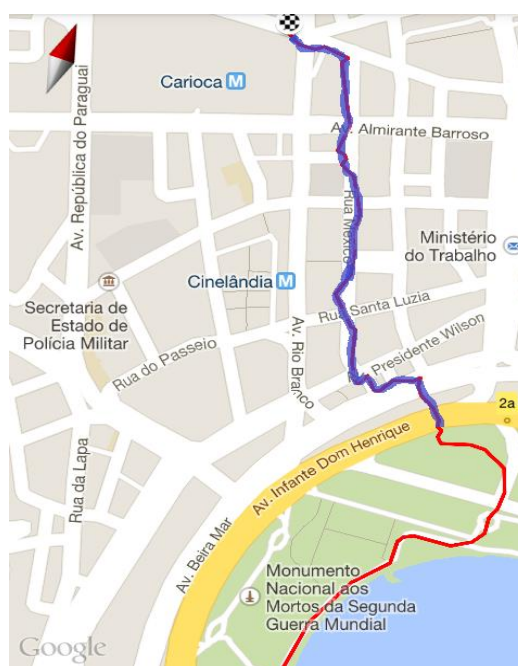 Carioca M
Av. Almirante Barroso
Av. República do Paraguai
Rua México
Ministério
do Trabalho
Cinelândia M
Secretaria de
Estado de
Polícia Militar
Rua Santa Luzia
Av. Rio Branco
Rua do Passeio
Presidente Wilson
2a
Av. Infante Dom Henrique
Rua da Lapa
Av. Beira Mar
Monumento
Nacional aos
Mortos da Segunda
Guerra Mundial
Google